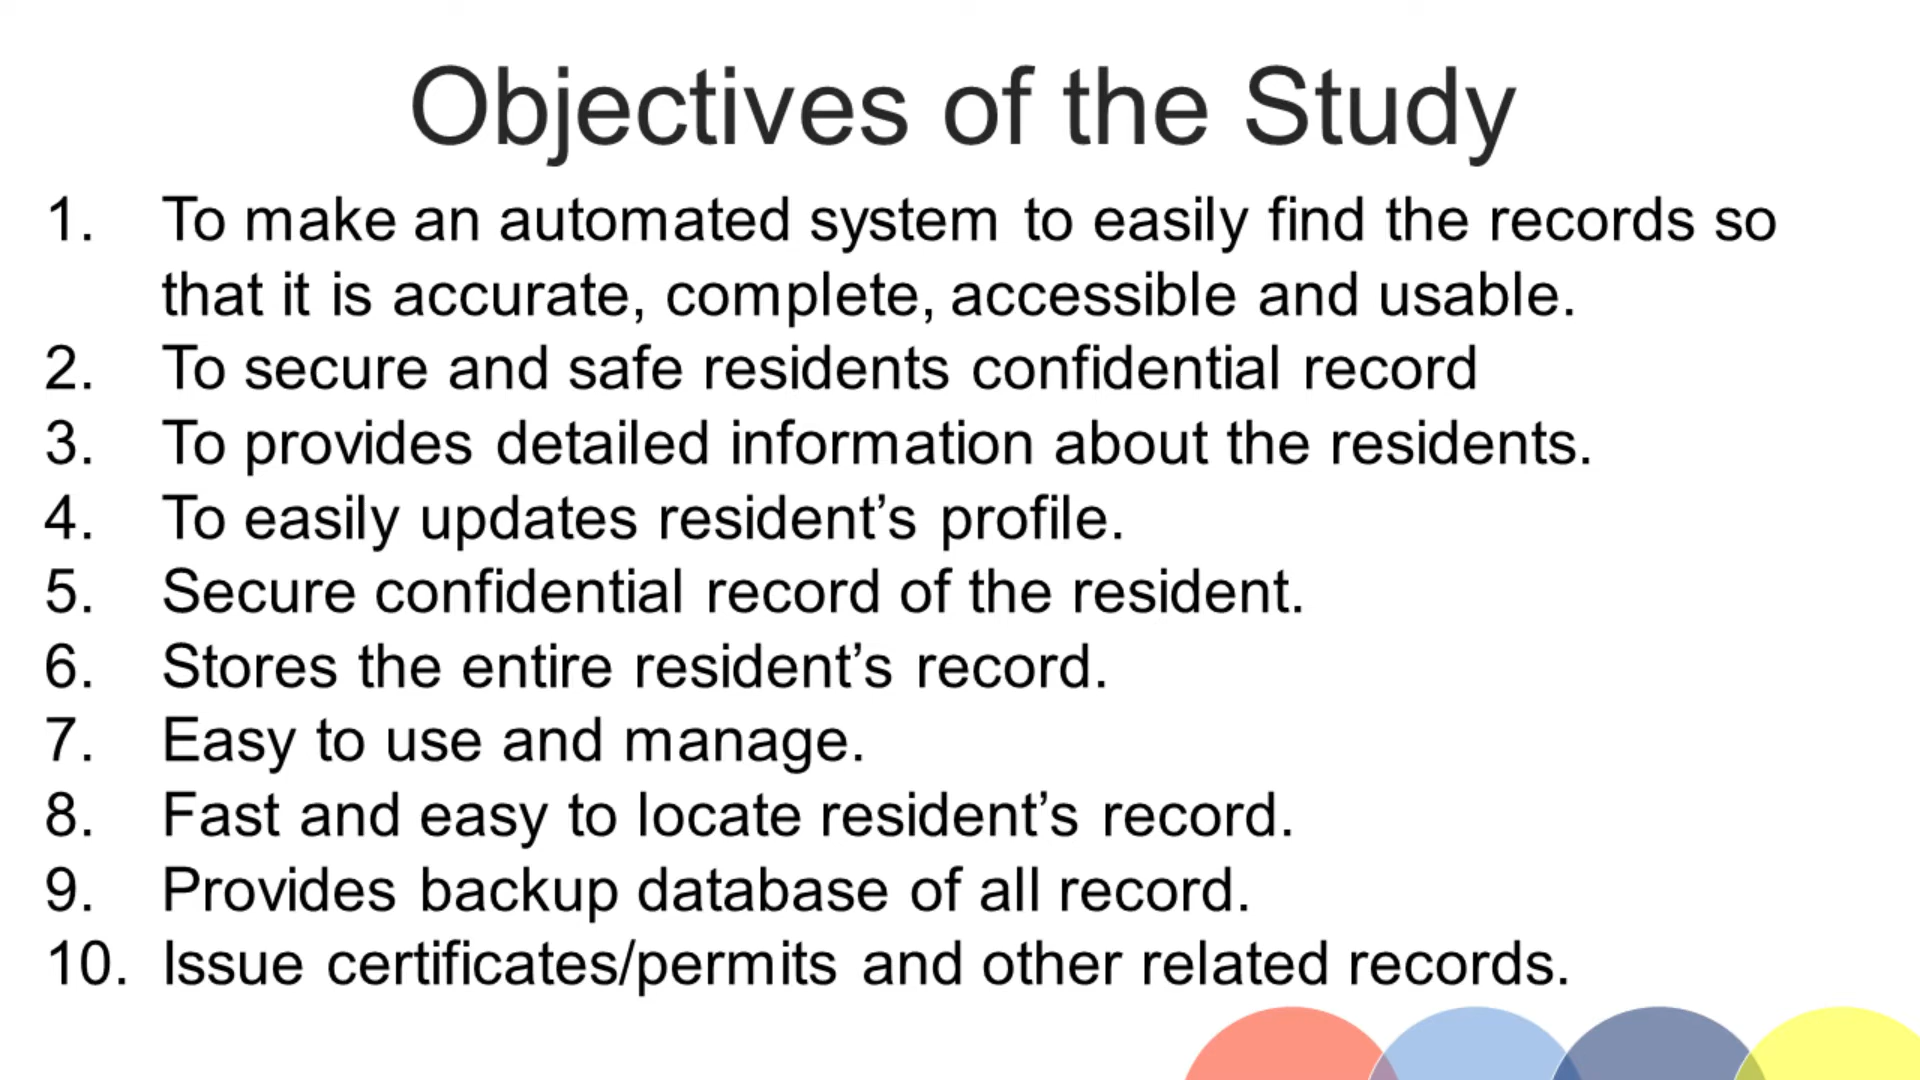 Objectives of the Study
1. To make an automated system to easily find the records so
that it is accurate, complete, accessible and usable.
2. To secure and safe residents confidential record
3. To provides detailed information about the residents.
4. To easily updates resident’s profile.
5. Secure confidential record of the resident.
6. Stores the entire resident’s record.
7. Easy to use and manage.
8. Fast and easy to locate resident’s record.
9. Provides backup database of all record.
10. Issue certificates/permits and other related records.